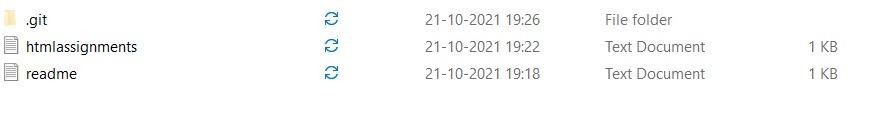 .git 21-10-2021 19:26 File folder
htmlassignments 21-10-2021 19:22 Text Document 1 KB
readme 21-10-2021 19:18 Text Document 1 KB